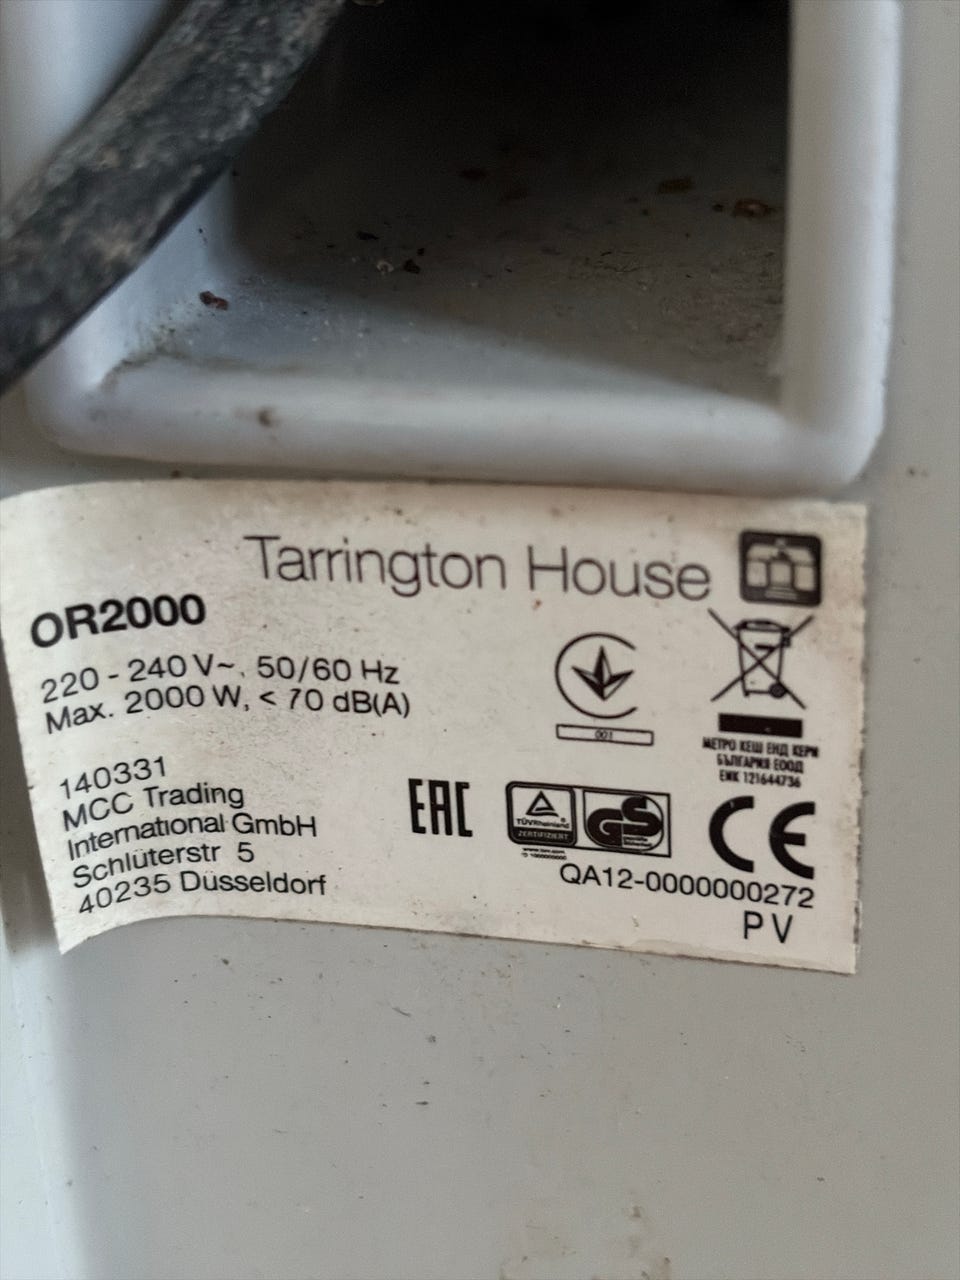 Tarrington House
OR2000
220 - 240 V~, 50/60 Hz
Max. 2000 W, < 70 dB(A)
001
МЕТРО КЕШ ЕНД КЕРИ
БЪЛГАРИЯ ЕООД
ЕИК 121644736
140331
MCC Trading
International GmbH
Schlüterstr 5
40235 Düsseldorf
EAC
TÜVRheinland®
ZERTIFIZIERT
GS
geprüfte
Sicherheit
CE
QA12-0000000272
PV